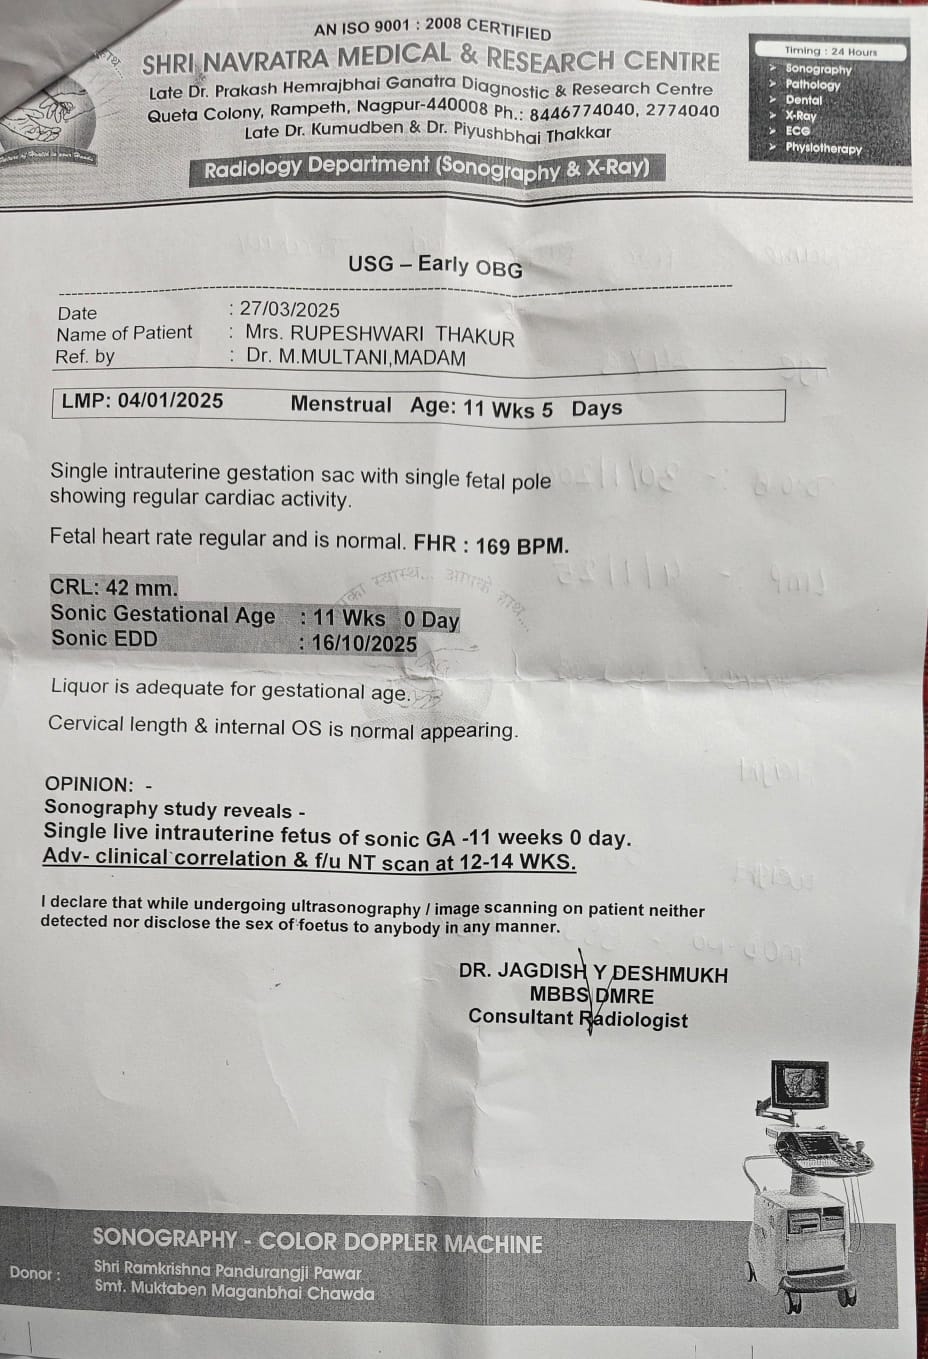 AN ISO 9001 : 2008 CERTIFIED
SHRI NAVRATRA MEDICAL & RESEARCH CENTRE
Late Dr. Prakash Hemrajbhai Ganatra Diagnostic & Research Centre
Queta Colony, Rampeth, Nagpur-440008 Ph.: 8446774040, 2774040
Late Dr. Kumudben & Dr. Piyushbhai Thakkar
Radiology Department (Sonography & X-Ray)
Timing : 24 Hours
➢ Sonography
➢ Pathology
➢ Dental
➢ X-Ray
➢ ECG
➢ Physiotherapy
USG – Early OBG
Date : 27/03/2025
Name of Patient : Mrs. RUPESHWARI THAKUR
Ref. by : Dr. M.MULTANI,MADAM
LMP: 04/01/2025 Menstrual Age: 11 Wks 5 Days
Single intrauterine gestation sac with single fetal pole
showing regular cardiac activity.
Fetal heart rate regular and is normal. FHR : 169 BPM.
CRL: 42 mm.
Sonic Gestational Age : 11 Wks 0 Day
Sonic EDD : 16/10/2025
Liquor is adequate for gestational age.
Cervical length & internal OS is normal appearing.
OPINION: -
Sonography study reveals -
Single live intrauterine fetus of sonic GA -11 weeks 0 day.
Adv- clinical correlation & f/u NT scan at 12-14 WKS.
I declare that while undergoing ultrasonography / image scanning on patient neither
detected nor disclose the sex of foetus to anybody in any manner.
DR. JAGDISH Y DESHMUKH
MBBS DMRE
Consultant Radiologist
SONOGRAPHY - COLOR DOPPLER MACHINE
Donor : Shri Ramkrishna Pandurangji Pawar
Smt. Muktaben Maganbhai Chawda